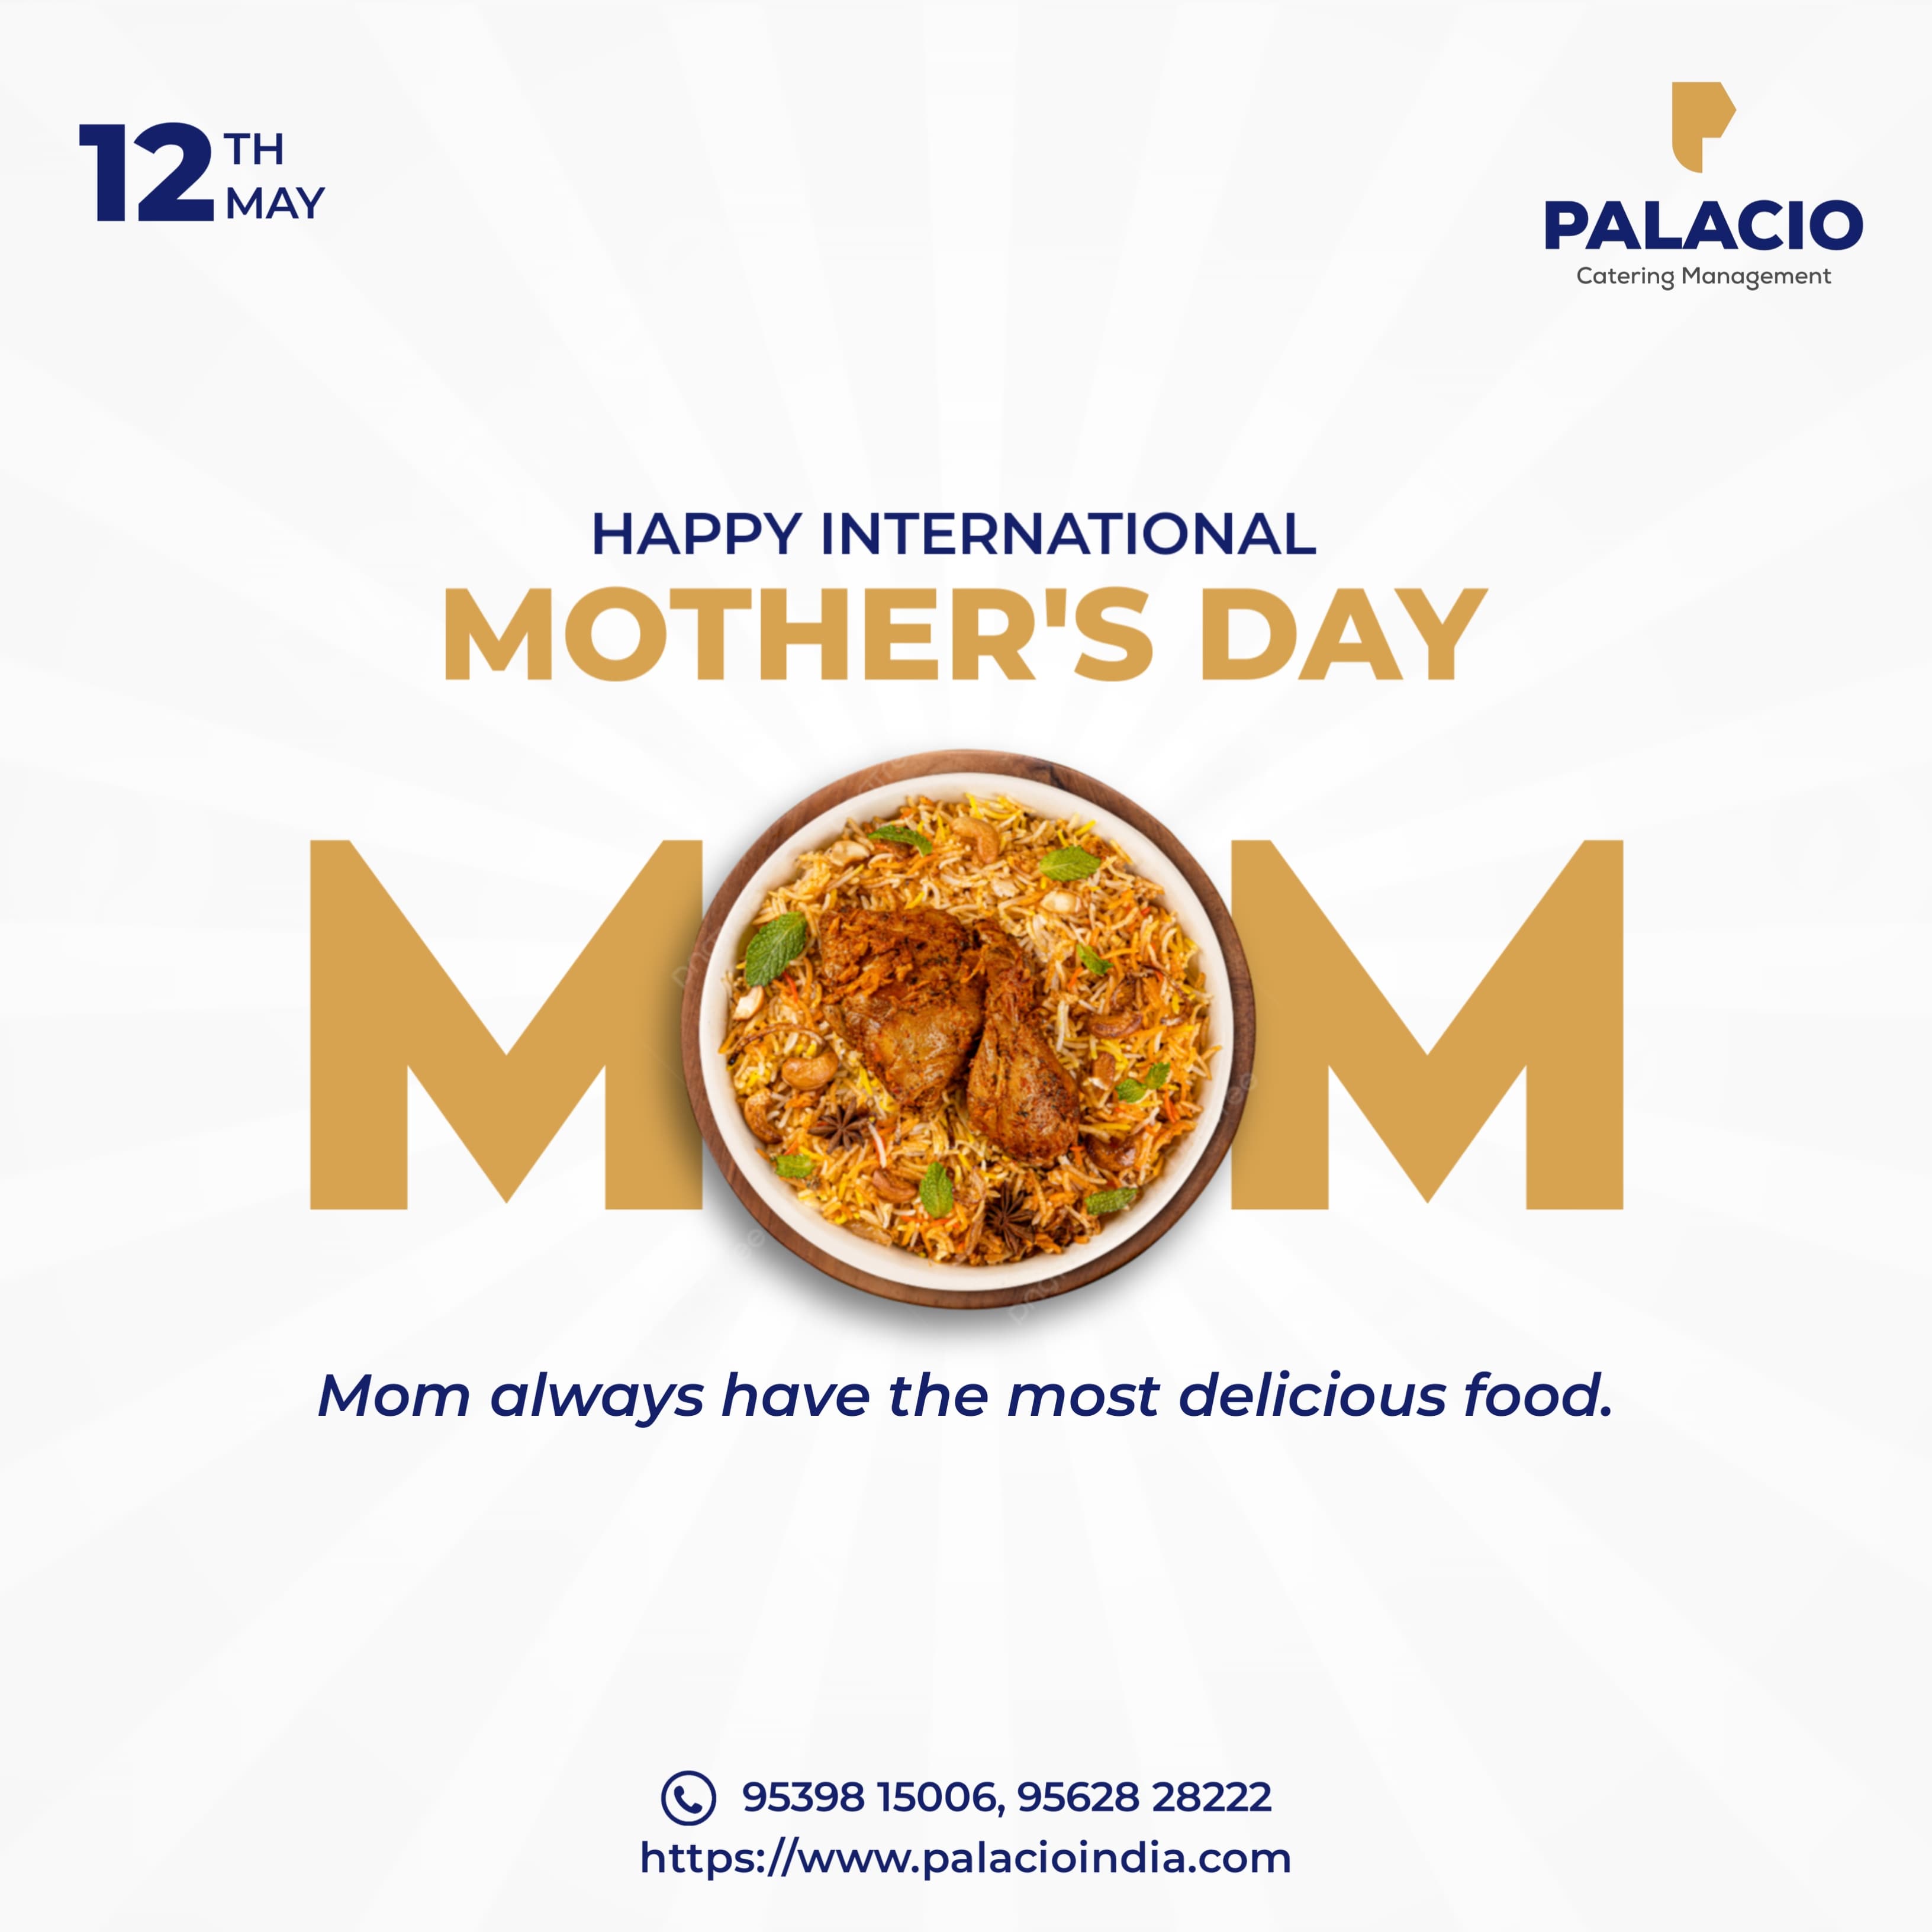 12TH
MAY
PALACIO
Catering Management
HAPPY INTERNATIONAL
MOTHER'S DAY
M M
Mom always have the most delicious food.
95398 15006, 95628 28222
https://www.palacioindia.com